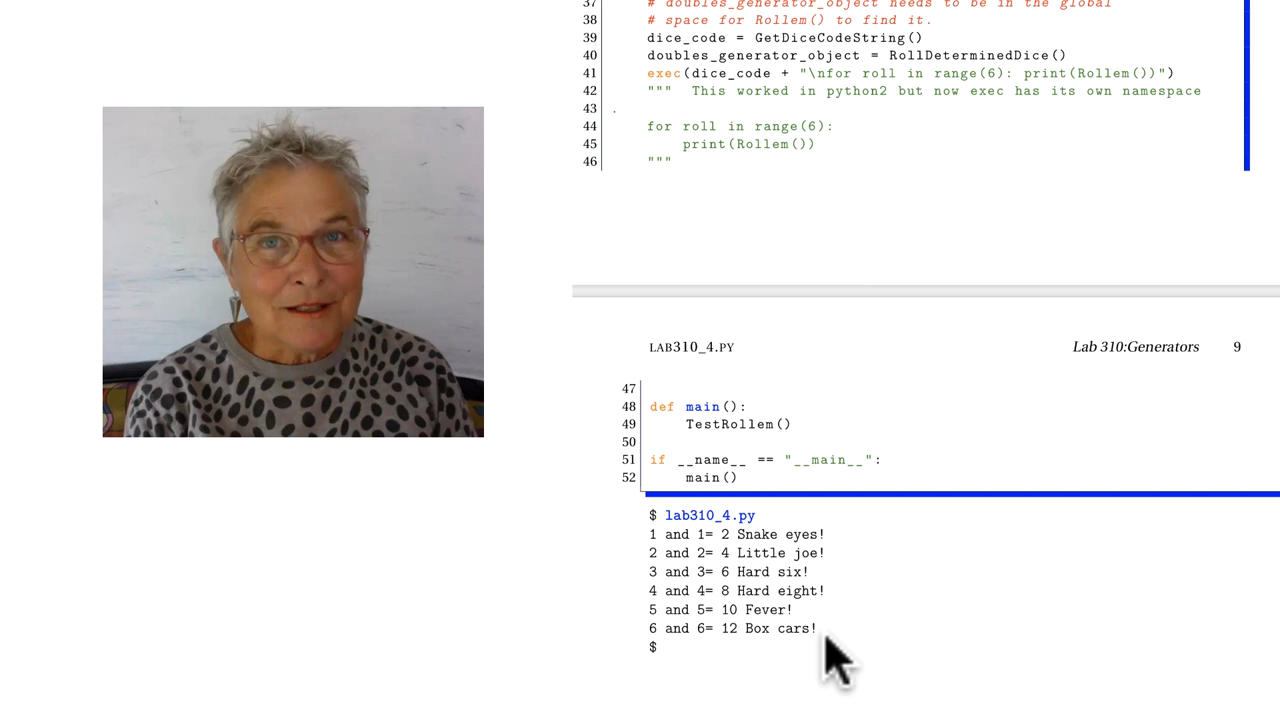 37 # doubles_generator_object needs to be in the global
38 # space for Rollem() to find it.
39 dice_code = GetDiceCodeString()
40 doubles_generator_object = RollDeterminedDice()
41 exec(dice_code + "\nfor roll in range(6): print(Rollem())")
42 """  This worked in python2 but now exec has its own namespace
43 .
44 for roll in range(6):
45     print(Rollem())
46 """
LAB310_4.PY Lab 310:Generators 9
47
48 def main():
49     TestRollem()
50
51 if __name__ == "__main__":
52     main()
$ lab310_4.py
1 and 1= 2 Snake eyes!
2 and 2= 4 Little joe!
3 and 3= 6 Hard six!
4 and 4= 8 Hard eight!
5 and 5= 10 Fever!
6 and 6= 12 Box cars!
$